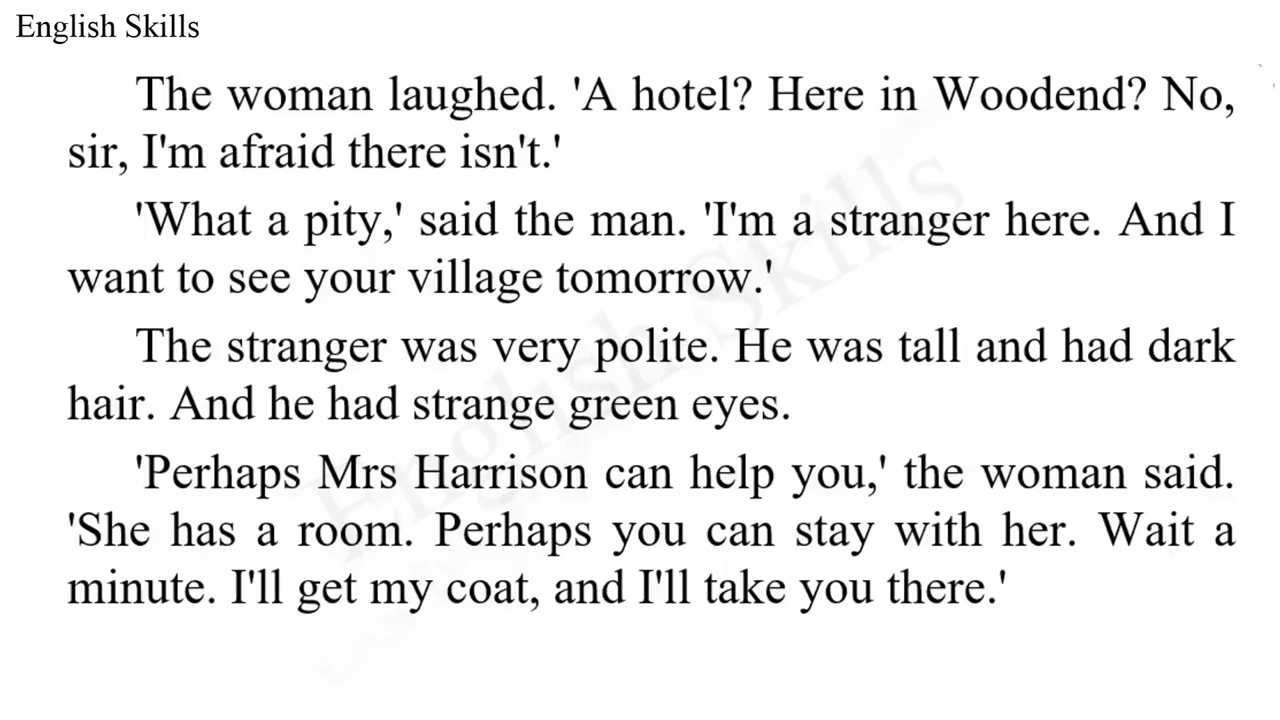 English Skills
The woman laughed. 'A hotel? Here in Woodend? No,
sir, I'm afraid there isn't.'
'What a pity,' said the man. 'I'm a stranger here. And I
want to see your village tomorrow.'
The stranger was very polite. He was tall and had dark
hair. And he had strange green eyes.
'Perhaps Mrs Harrison can help you,' the woman said.
'She has a room. Perhaps you can stay with her. Wait a
minute. I'll get my coat, and I'll take you there.'
English Skills